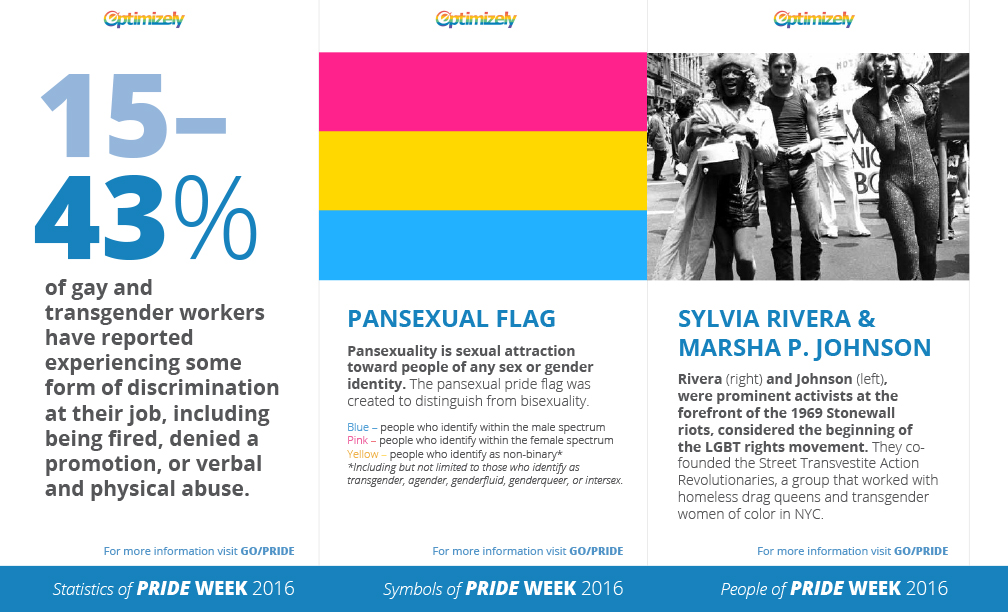 Optimizely
15–
43%
of gay and
transgender workers
have reported
experiencing some
form of discrimination
at their job, including
being fired, denied a
promotion, or verbal
and physical abuse.
For more information visit GO/PRIDE
Statistics of PRIDE WEEK 2016
Optimizely
PANSEXUAL FLAG
Pansexuality is sexual attraction
toward people of any sex or gender
identity. The pansexual pride flag was
created to distinguish from bisexuality.
Blue – people who identify within the male spectrum
Pink – people who identify within the female spectrum
Yellow – people who identify as non-binary*
*Including but not limited to those who identify as
transgender, agender, genderfluid, genderqueer, or intersex.
For more information visit GO/PRIDE
Symbols of PRIDE WEEK 2016
Optimizely
SYLVIA RIVERA &
MARSHA P. JOHNSON
Rivera (right) and Johnson (left),
were prominent activists at the
forefront of the 1969 Stonewall
riots, considered the beginning of
the LGBT rights movement. They co-
founded the Street Transvestite Action
Revolutionaries, a group that worked with
homeless drag queens and transgender
women of color in NYC.
For more information visit GO/PRIDE
People of PRIDE WEEK 2016